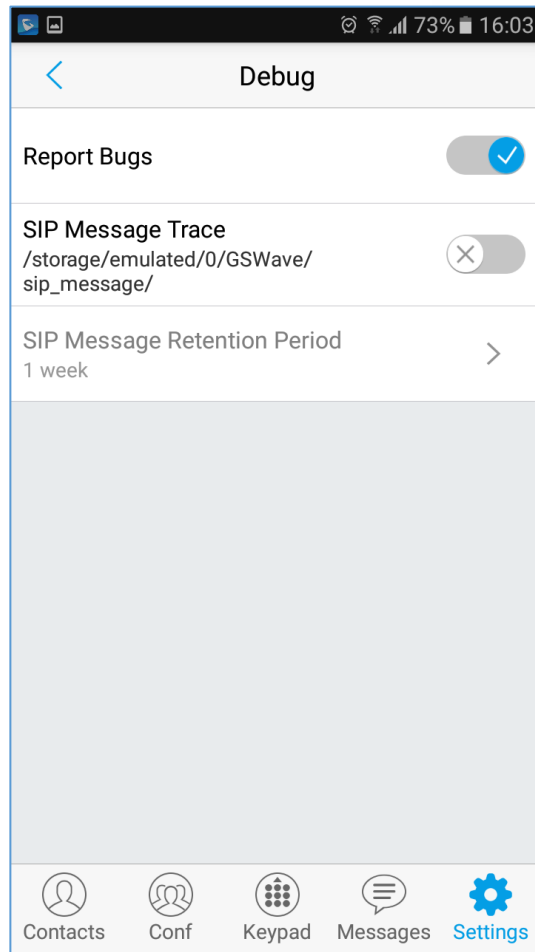 73% 16:03
Debug
Report Bugs
SIP Message Trace
/storage/emulated/0/GSWave/
sip_message/
SIP Message Retention Period
1 week
Contacts Conf Keypad Messages Settings